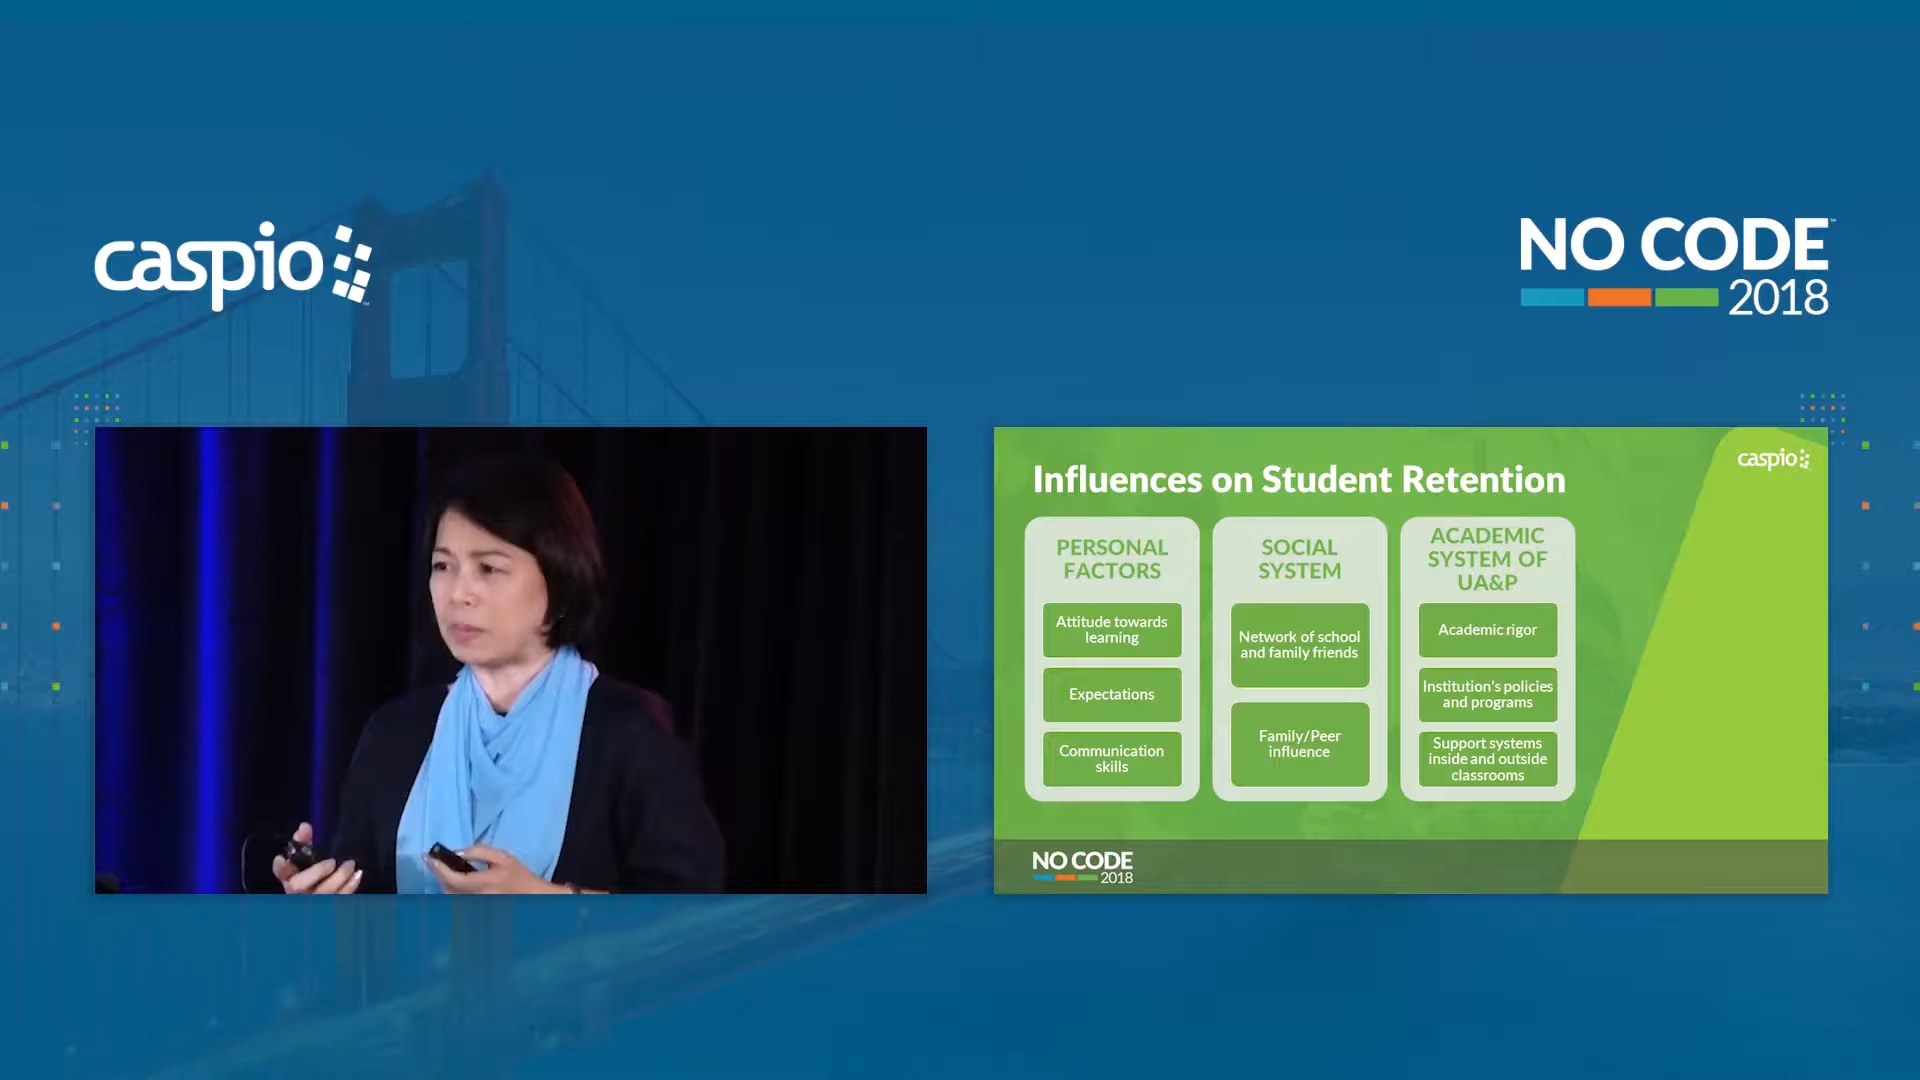 caspio
NO CODE
2018
caspio
Influences on Student Retention
PERSONAL
FACTORS
Attitude towards
learning
Expectations
Communication
skills
SOCIAL
SYSTEM
Network of school
and family friends
Family/Peer
influence
ACADEMIC
SYSTEM OF
UA&P
Academic rigor
Institution's policies
and programs
Support systems
inside and outside
classrooms
NO CODE
2018